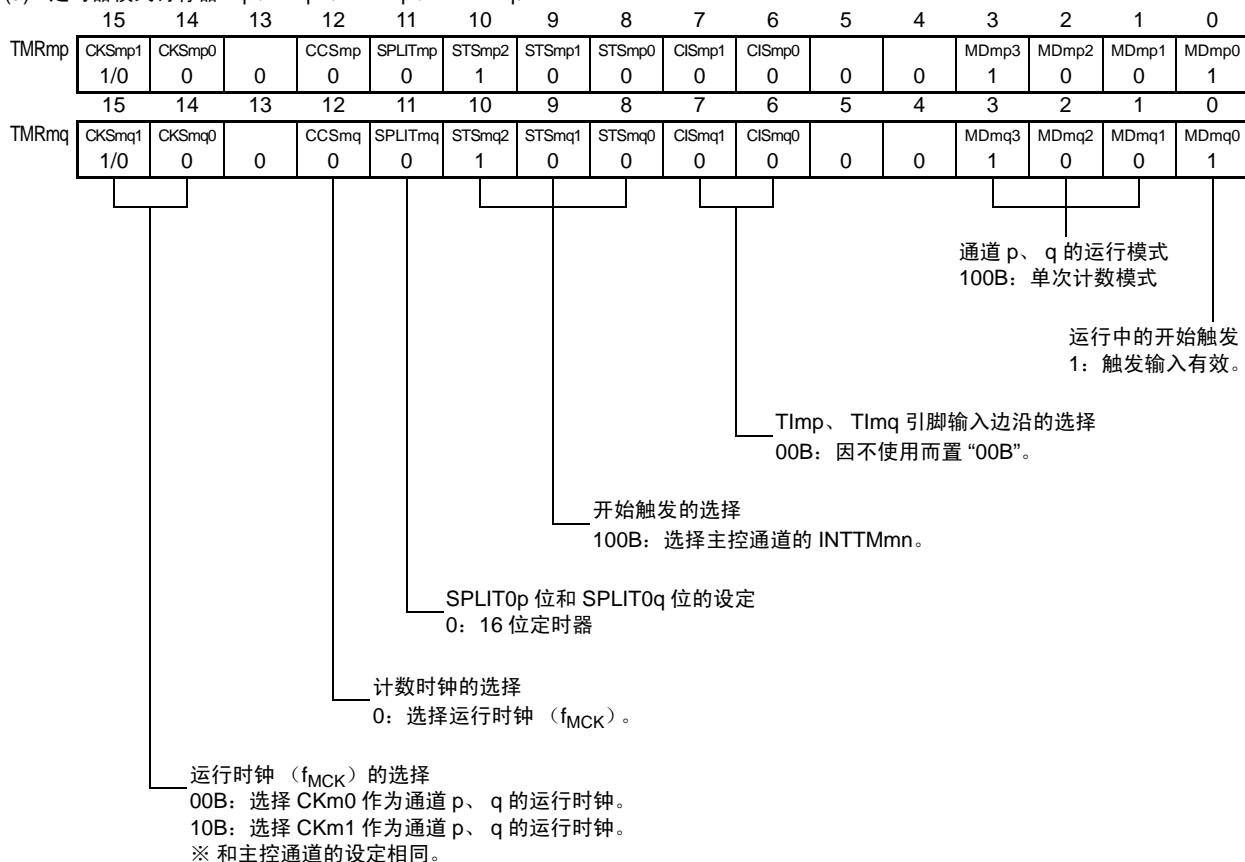 15 14 13 12 11 10 9 8 7 6 5 4 3 2 1 0
TMRmp CKSmp1 CKSmp0 CCSmp SPLITmp STSmp2 STSmp1 STSmp0 CISmp1 CISmp0 MDmp3 MDmp2 MDmp1 MDmp0
1/0 0 0 0 0 1 0 0 0 0 0 0 1 0 0 1
15 14 13 12 11 10 9 8 7 6 5 4 3 2 1 0
TMRmq CKSmq1 CKSmq0 CCSmq SPLITmq STSmq2 STSmq1 STSmq0 CISmq1 CISmq0 MDmq3 MDmq2 MDmq1 MDmq0
1/0 0 0 0 0 1 0 0 0 0 0 0 1 0 0 1
通道 p、 q 的运行模式
100B：单次计数模式
运行中的开始触发
1：触发输入有效。
TImp、 TImq 引脚输入边沿的选择
00B：因不使用而置 “00B”。
开始触发的选择
100B：选择主控通道的 INTTMmn。
SPLIT0p 位和 SPLIT0q 位的设定
0：16 位定时器
计数时钟的选择
0：选择运行时钟 （fMCK）。
运行时钟 （fMCK）的选择
00B：选择 CKm0 作为通道 p、 q 的运行时钟。
10B：选择 CKm1 作为通道 p、 q 的运行时钟。
※ 和主控通道的设定相同。